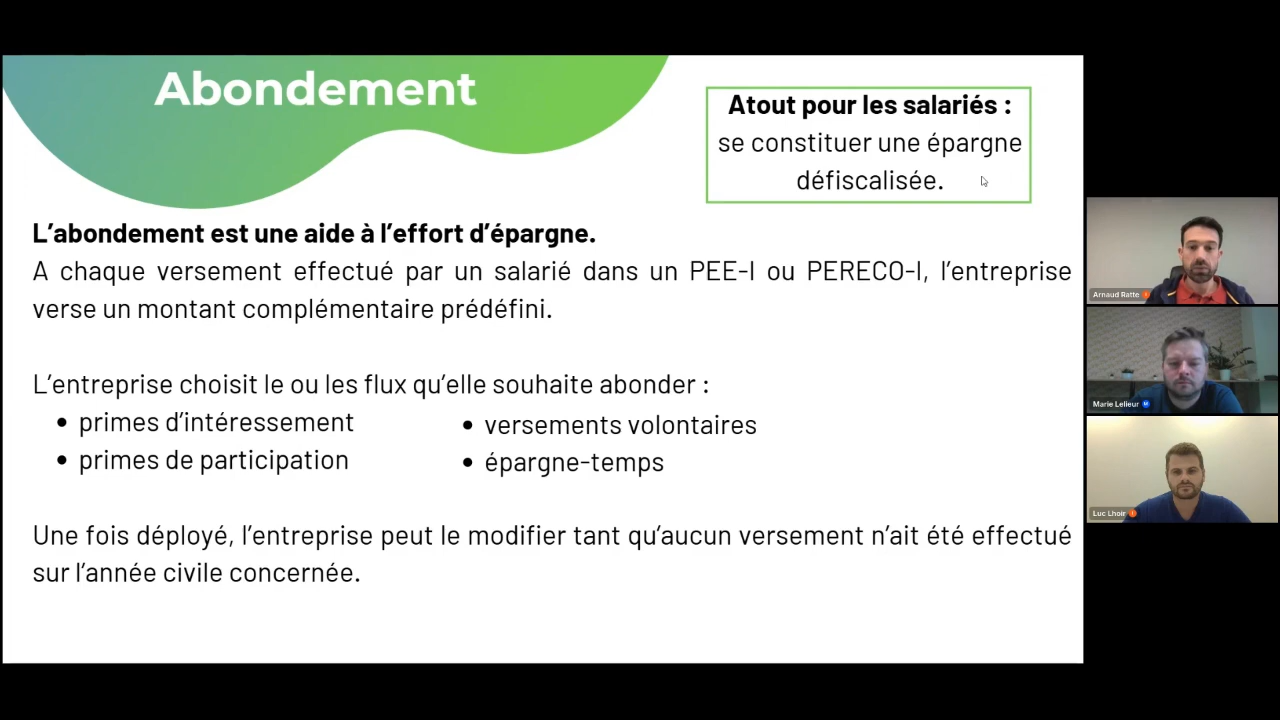 Abondement
Atout pour les salariés :
se constituer une épargne
défiscalisée.
L’abondement est une aide à l’effort d’épargne.
A chaque versement effectué par un salarié dans un PEE-I ou PERECO-I, l’entreprise
verse un montant complémentaire prédéfini.
L’entreprise choisit le ou les flux qu’elle souhaite abonder :
• primes d’intéressement
• primes de participation
• versements volontaires
• épargne-temps
Une fois déployé, l’entreprise peut le modifier tant qu’aucun versement n’ait été effectué
sur l’année civile concernée.
Arnaud Ratte
Marie Lelieur
Luc Lhoir